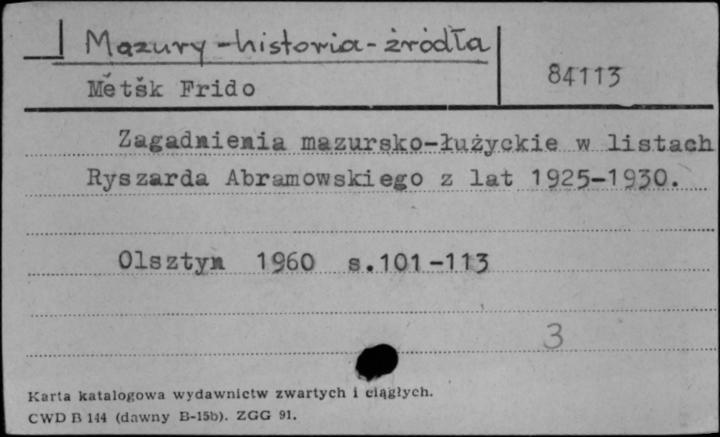 Mazury - historia - źródła
84113
Mětšk Frido
Zagadnienia mazursko-łużyckie w listach
Ryszarda Abramowskiego z lat 1925-1930.
Olsztyn 1960 s.101-113
3
Karta katalogowa wydawnictw zwartych i ciągłych.
CWD B 144 (dawny B-15b). ZGG 91.